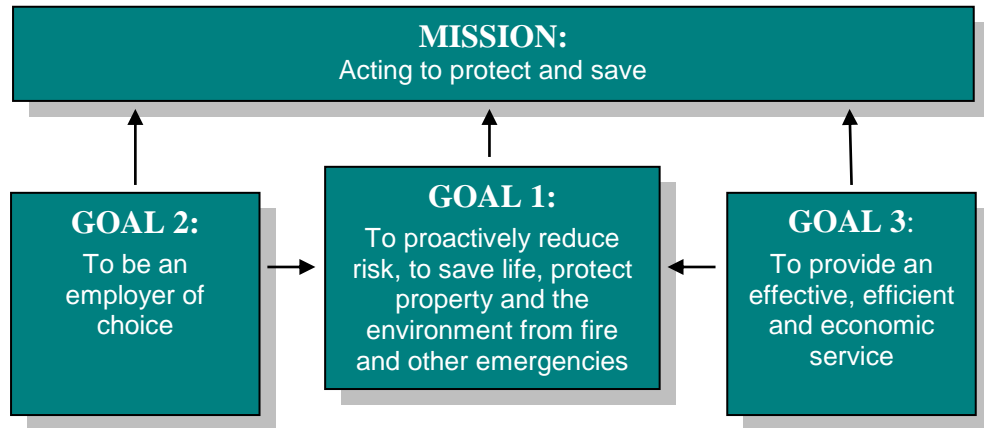 MISSION:
Acting to protect and save
GOAL 2:
To be an
employer of
choice
GOAL 1:
To proactively reduce
risk, to save life, protect
property and the
environment from fire
and other emergencies
GOAL 3:
To provide an
effective, efficient
and economic
service